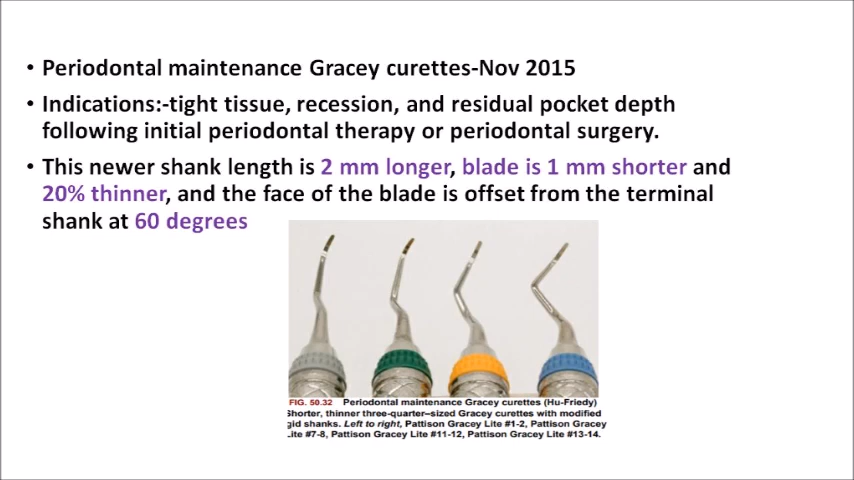 • Periodontal maintenance Gracey curettes-Nov 2015
• Indications:-tight tissue, recession, and residual pocket depth
following initial periodontal therapy or periodontal surgery.
• This newer shank length is 2 mm longer, blade is 1 mm shorter and
20% thinner, and the face of the blade is offset from the terminal
shank at 60 degrees
FIG. 50.32 Periodontal maintenance Gracey curettes (Hu-Friedy)
Shorter, thinner three-quarter–sized Gracey curettes with modified
gid shanks. Left to right, Pattison Gracey Lite #1-2, Pattison Gracey
Lite #7-8, Pattison Gracey Lite #11-12, Pattison Gracey Lite #13-14.